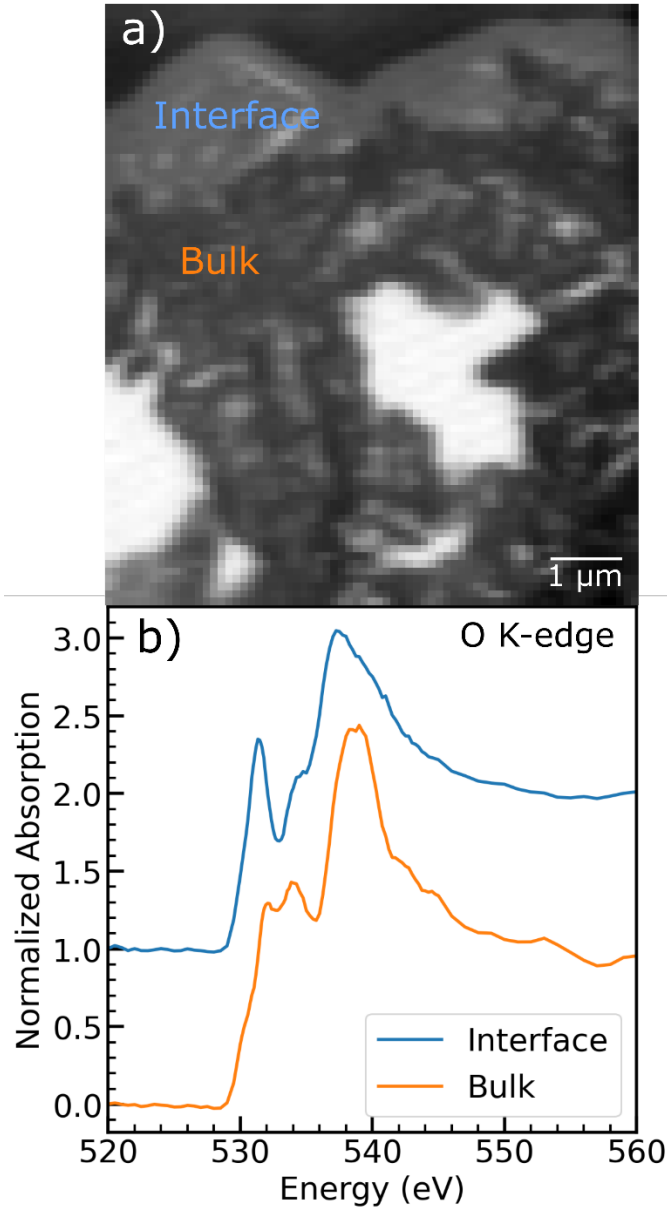 a)
Interface
Bulk
1 µm
b)
O K-edge
Normalized Absorption
3.0
2.5
2.0
1.5
1.0
0.5
0.0
Interface
Bulk
520 530 540 550 560
Energy (eV)